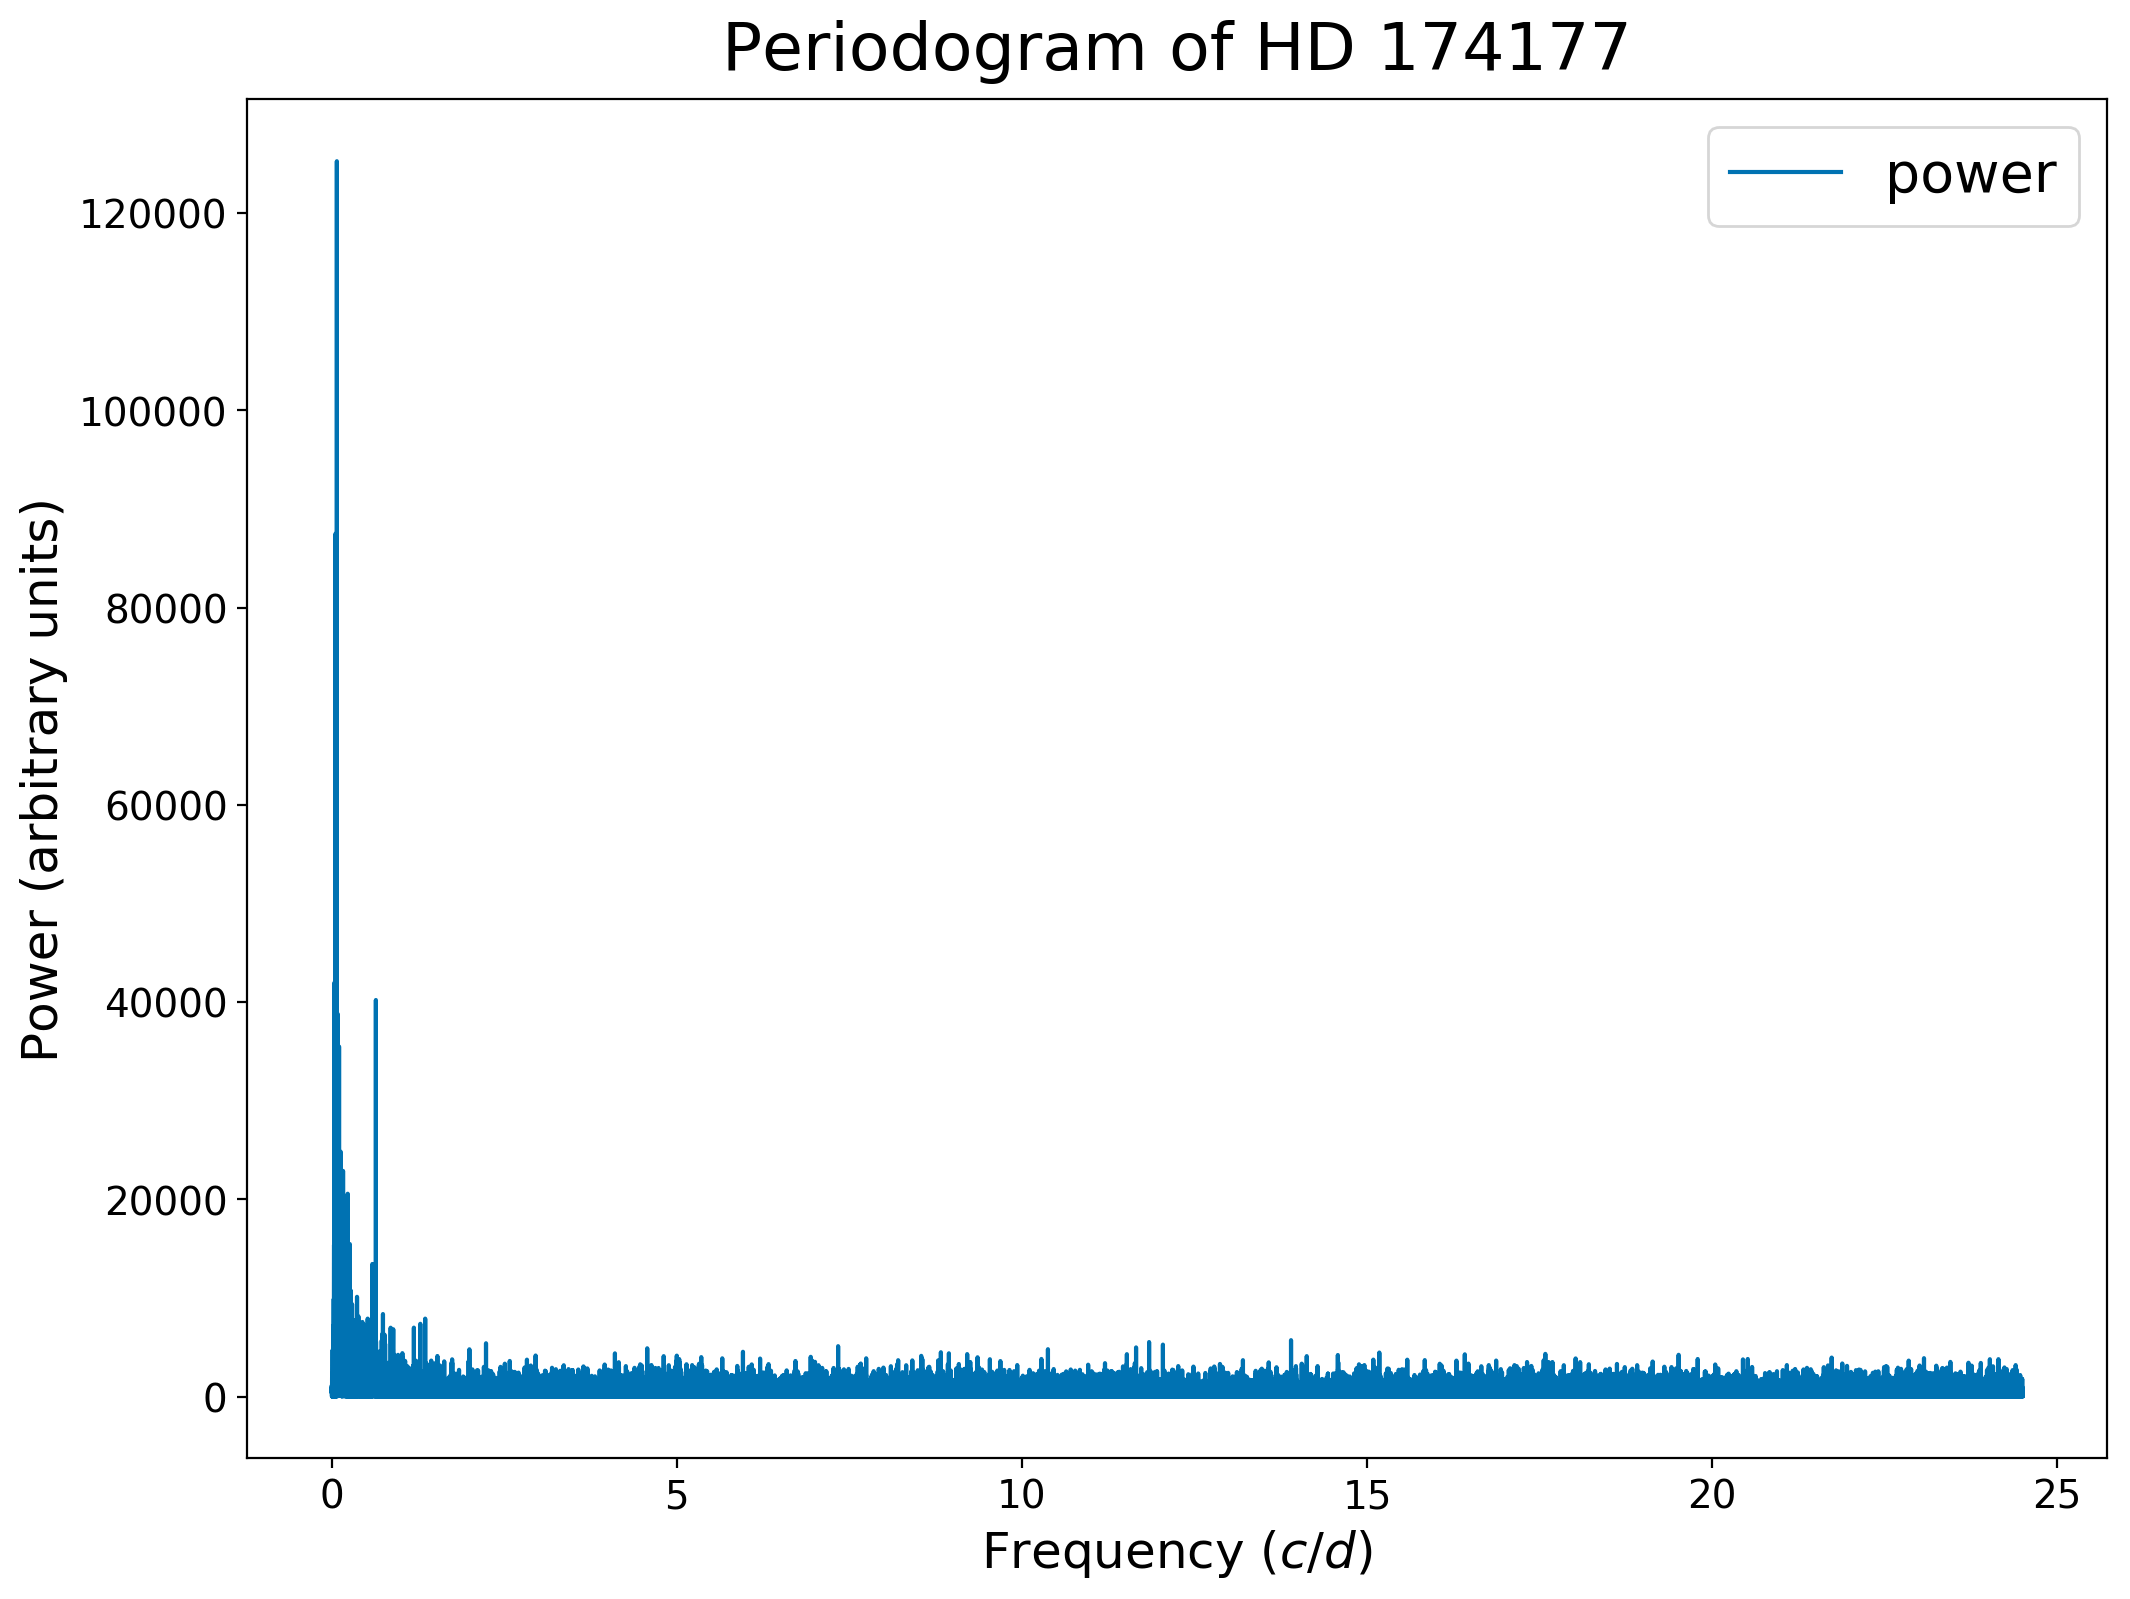 Periodogram of HD 174177
power
120000
100000
80000
60000
40000
20000
0
Power (arbitrary units)
0 5 10 15 20 25
Frequency (c/d)